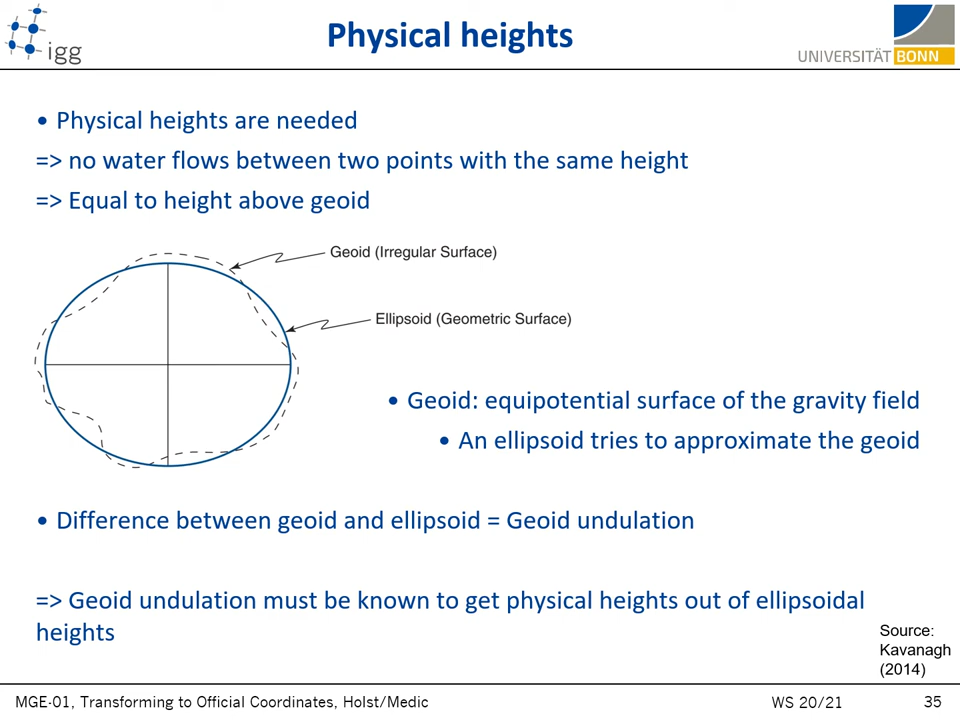 Physical heights
igg
UNIVERSITÄT BONN
• Physical heights are needed
=> no water flows between two points with the same height
=> Equal to height above geoid
Geoid (Irregular Surface)
Ellipsoid (Geometric Surface)
• Geoid: equipotential surface of the gravity field
• An ellipsoid tries to approximate the geoid
• Difference between geoid and ellipsoid = Geoid undulation
=> Geoid undulation must be known to get physical heights out of ellipsoidal
heights
Source:
Kavanagh
(2014)
MGE-01, Transforming to Official Coordinates, Holst/Medic
WS 20/21
35